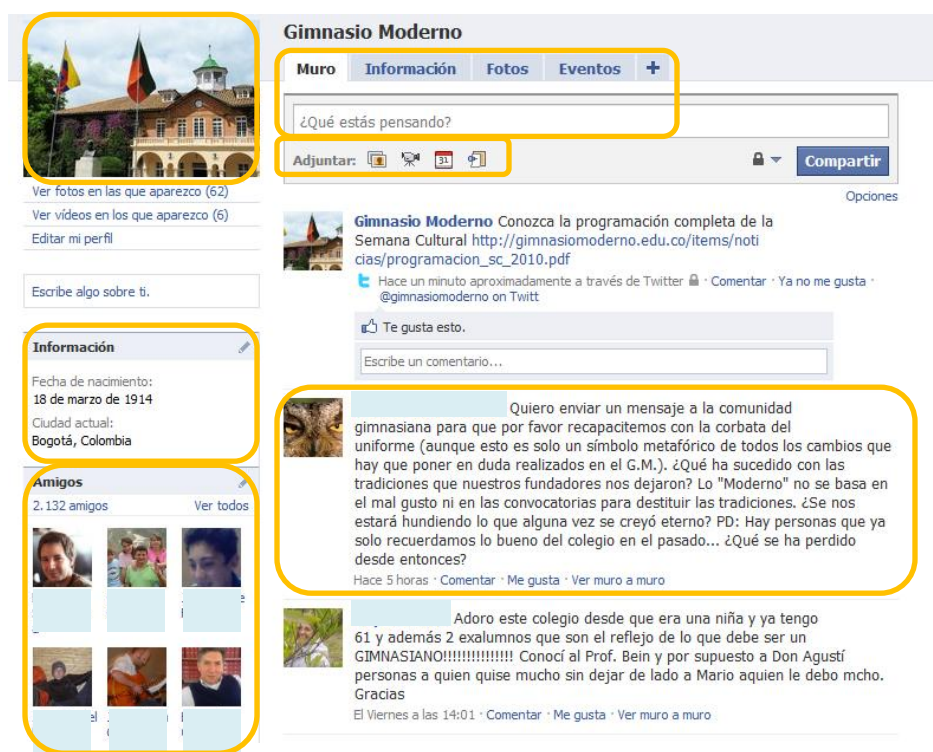 Gimnasio Moderno
Muro Información Fotos Eventos +
¿Qué estás pensando?
Adjuntar: 31 Compartir
Opciones
Ver fotos en las que aparezco (62)
Ver vídeos en los que aparezco (6)
Editar mi perfil
Escribe algo sobre ti.
Información
Fecha de nacimiento:
18 de marzo de 1914
Ciudad actual:
Bogotá, Colombia
Amigos
2.132 amigos Ver todos
Gimnasio Moderno Conozca la programación completa de la
Semana Cultural http://gimnasiomoderno.edu.co/items/noti
cias/programacion_sc_2010.pdf
Hace un minuto aproximadamente a través de Twitter · Comentar · Ya no me gusta ·
@gimnasiomoderno on Twitt
Te gusta esto.
Escribe un comentario...
Quiero enviar un mensaje a la comunidad
gimnasiana para que por favor recapacitemos con la corbata del
uniforme (aunque esto es solo un símbolo metafórico de todos los cambios que
hay que poner en duda realizados en el G.M.). ¿Qué ha sucedido con las
tradiciones que nuestros fundadores nos dejaron? Lo "Moderno" no se basa en
el mal gusto ni en las convocatorias para destituir las tradiciones. ¿Se nos
estará hundiendo lo que alguna vez se creyó eterno? PD: Hay personas que ya
solo recuerdamos lo bueno del colegio en el pasado... ¿Qué se ha perdido
desde entonces?
Hace 5 horas · Comentar · Me gusta · Ver muro a muro
Adoro este colegio desde que era una niña y ya tengo
61 y además 2 exalumnos que son el reflejo de lo que debe ser un
GIMNASIANO!!!!!!!!!!!!!!! Conocí al Prof. Bein y por supuesto a Don Agustí
personas a quien quise mucho sin dejar de lado a Mario aquien le debo mcho.
Gracias
El Viernes a las 14:01 · Comentar · Me gusta · Ver muro a muro